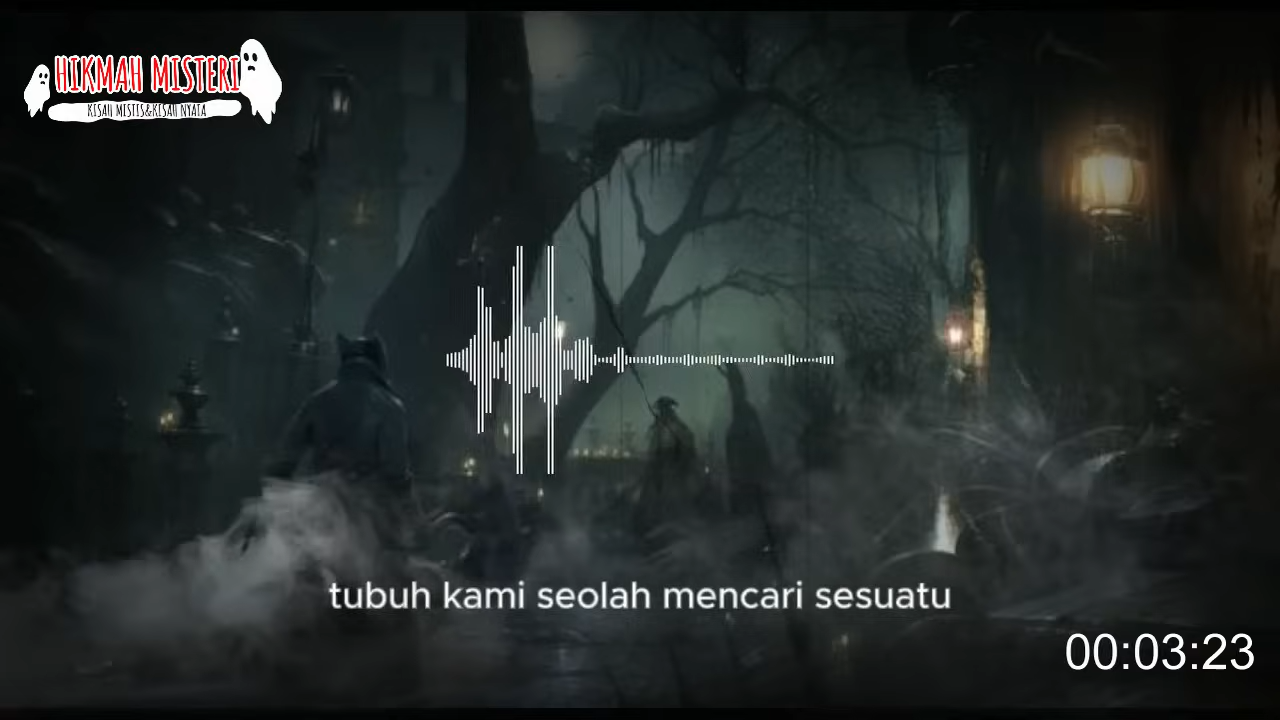 HIKMAH MISTERI
KISAH MISTIS&KISAH NYATA
tubuh kami seolah mencari sesuatu
00:03:23